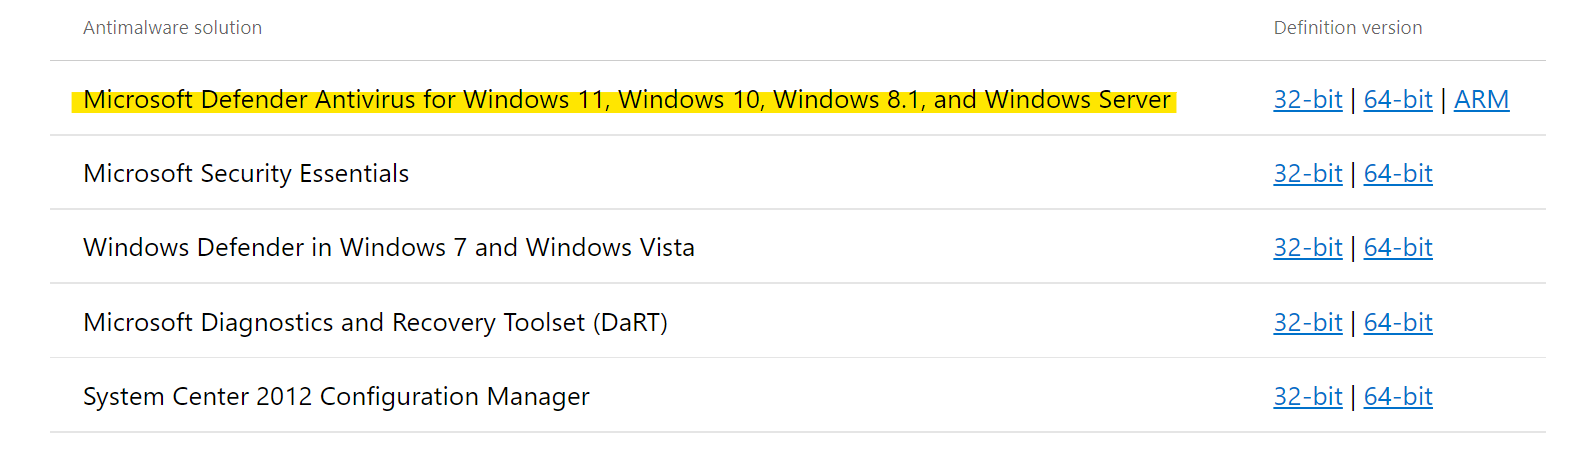 Antimalware solution Definition version
Microsoft Defender Antivirus for Windows 11, Windows 10, Windows 8.1, and Windows Server 32-bit | 64-bit | ARM
Microsoft Security Essentials 32-bit | 64-bit
Windows Defender in Windows 7 and Windows Vista 32-bit | 64-bit
Microsoft Diagnostics and Recovery Toolset (DaRT) 32-bit | 64-bit
System Center 2012 Configuration Manager 32-bit | 64-bit